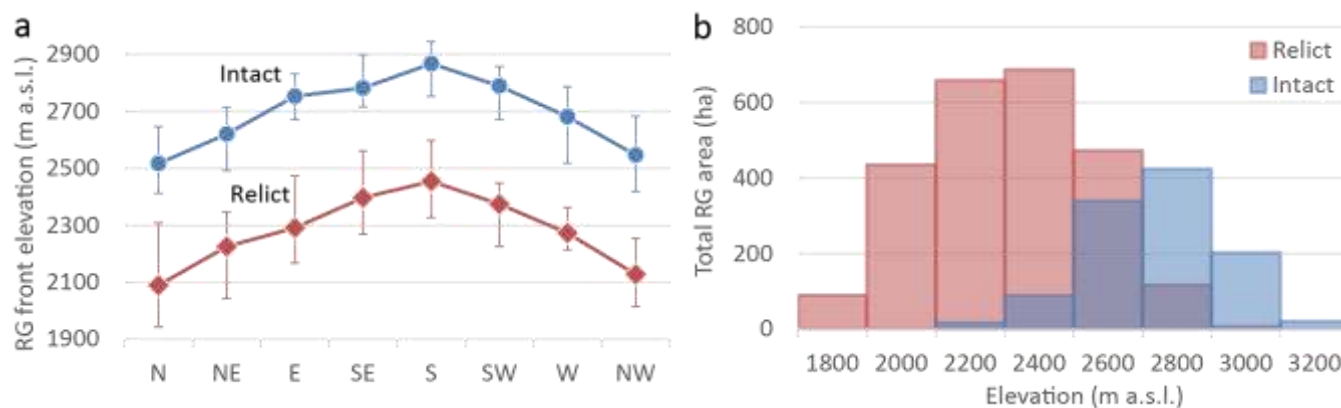 a
RG front elevation (m a.s.l.)
2900
2700
2500
2300
2100
1900
Intact
Relict
N NE E SE S SW W NW
b
Total RG area (ha)
800
600
400
200
0
Relict
Intact
1800 2000 2200 2400 2600 2800 3000 3200
Elevation (m a.s.l.)